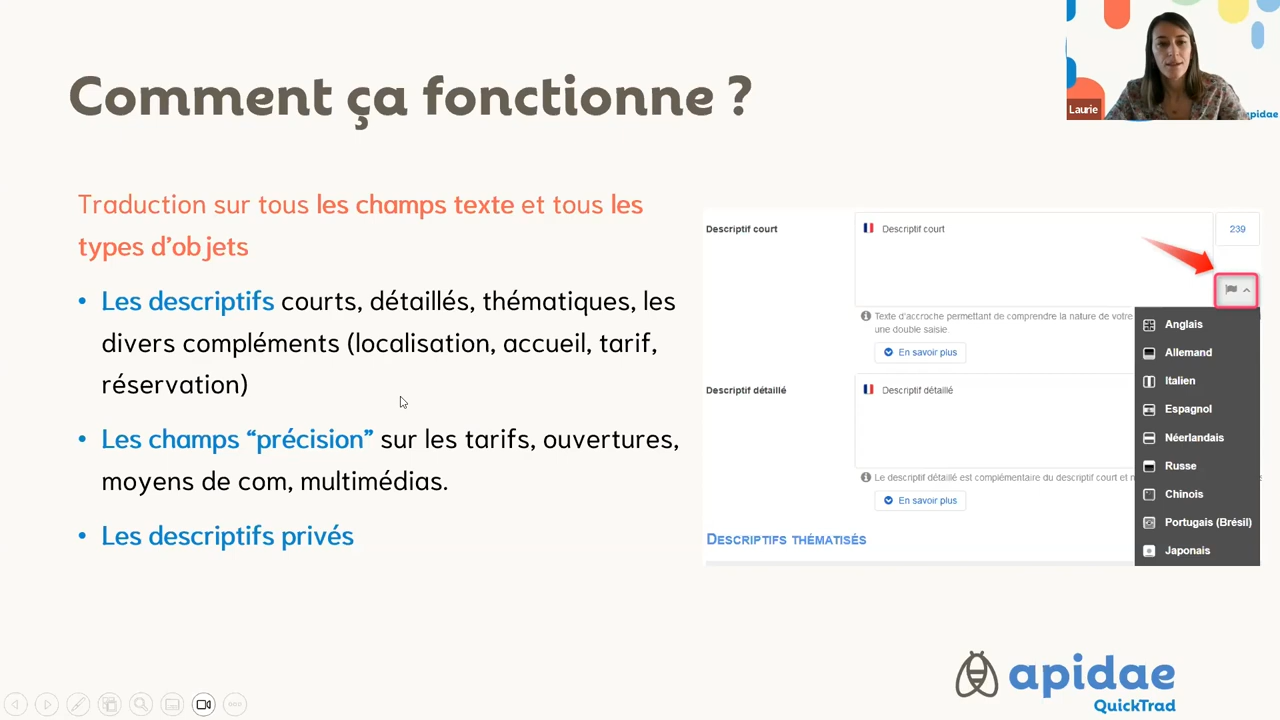 Comment ça fonctionne ?
Laurie
apidae
Traduction sur tous les champs texte et tous les
types d'objets
• Les descriptifs courts, détaillés, thématiques, les
divers compléments (localisation, accueil, tarif,
réservation)
• Les champs “précision” sur les tarifs, ouvertures,
moyens de com, multimédias.
• Les descriptifs privés
Descriptif court
Descriptif court
239
Texte d'accroche permettant de comprendre la nature de votre
une double saisie.
En savoir plus
Descriptif détaillé
Descriptif détaillé
Le descriptif détaillé est complémentaire du descriptif court et
En savoir plus
DESCRIPTIFS THÉMATISÉS
Anglais
Allemand
Italien
Espagnol
Néerlandais
Russe
Chinois
Portugais (Brésil)
Japonais
apidae
QuickTrad